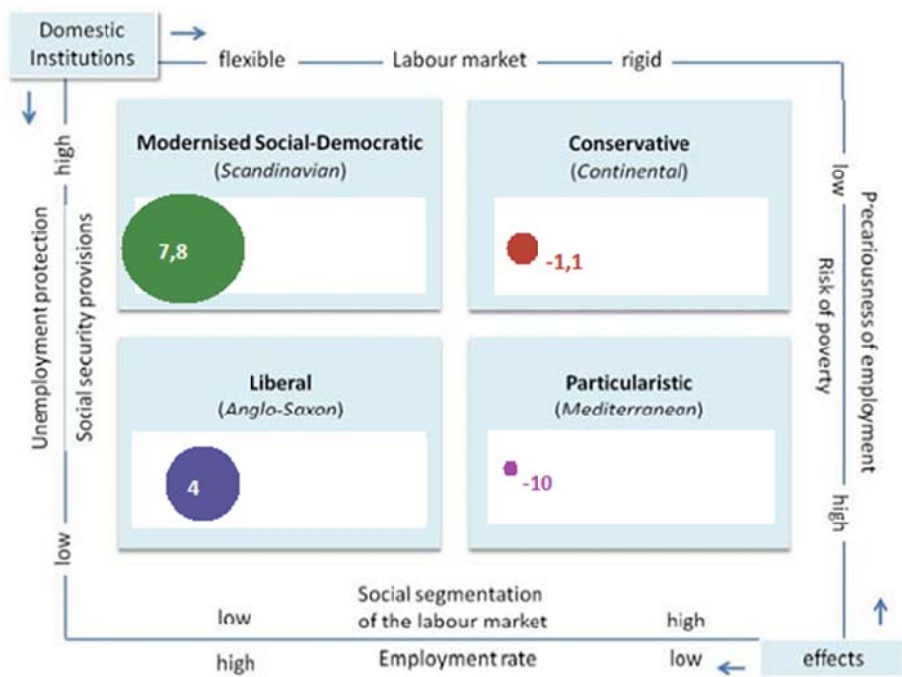 Domestic
Institutions
flexible
Labour market
rigid
high
low
Unemployment protection
Social security provisions
Modernised Social-Democratic
(Scandinavian)
7,8
Conservative
(Continental)
-1,1
Liberal
(Anglo-Saxon)
4
Particularistic
(Mediterranean)
-10
low
high
Risk of poverty
Precariousness of employment
low
Social segmentation
of the labour market
high
high
Employment rate
low
effects